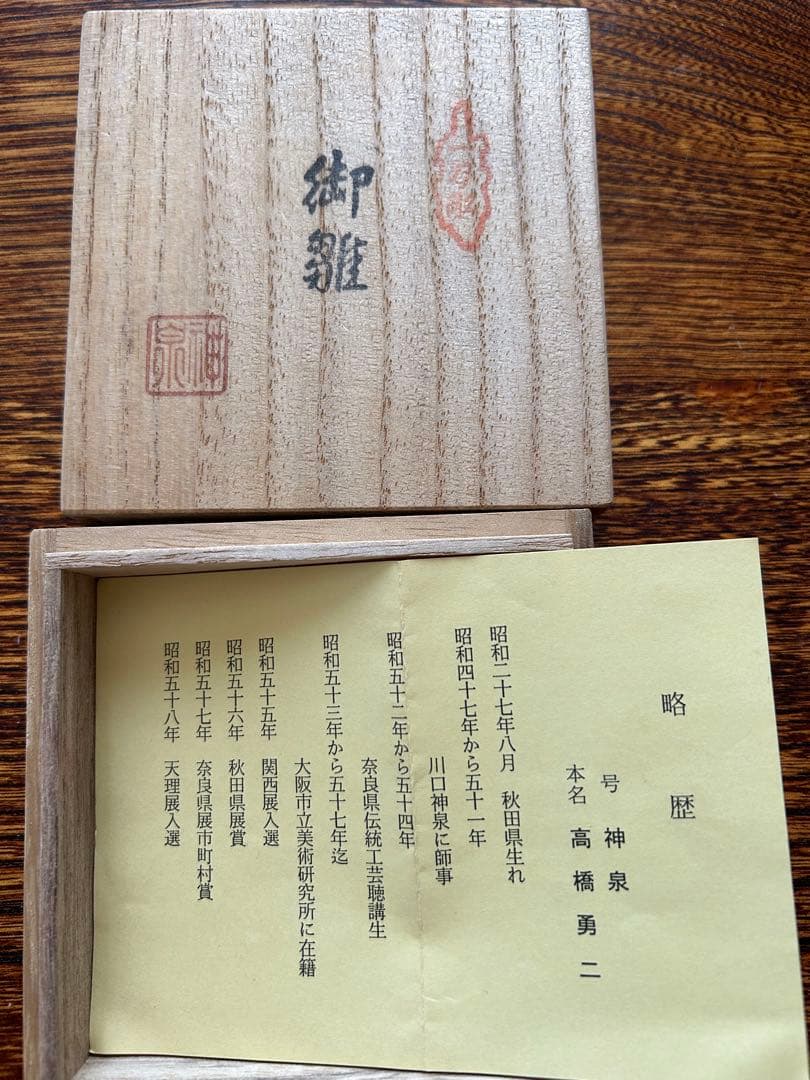 御雛
神泉
略歴
号 神泉
本名 高橋勇二
昭和二十七年八月 秋田県生れ
昭和四十七年から五十一年
川口神泉に師事
昭和五十二年から五十四年
奈良県伝統工芸聴講生
昭和五十三年から五十七年迄
大阪市立美術研究所に在籍
昭和五十五年 関西展入選
昭和五十六年 秋田県展賞
昭和五十七年 奈良県展市町村賞
昭和五十八年 天理展入選